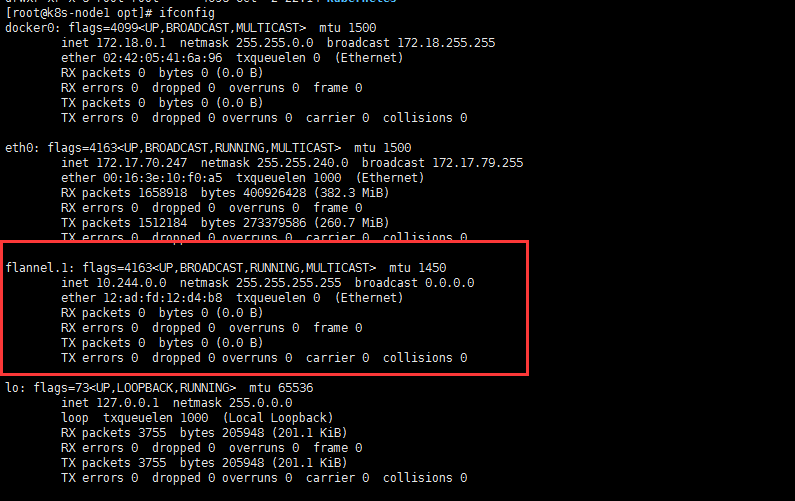 [root@k8s-node1 opt]# ifconfig
docker0: flags=4099<UP,BROADCAST,MULTICAST>  mtu 1500
        inet 172.18.0.1  netmask 255.255.0.0  broadcast 172.18.255.255
        ether 02:42:05:41:6a:96  txqueuelen 0  (Ethernet)
        RX packets 0  bytes 0 (0.0 B)
        RX errors 0  dropped 0  overruns 0  frame 0
        TX packets 0  bytes 0 (0.0 B)
        TX errors 0  dropped 0 overruns 0  carrier 0  collisions 0

eth0: flags=4163<UP,BROADCAST,RUNNING,MULTICAST>  mtu 1500
        inet 172.17.70.247  netmask 255.255.240.0  broadcast 172.17.79.255
        ether 00:16:3e:10:f0:a5  txqueuelen 1000  (Ethernet)
        RX packets 1658918  bytes 400926428 (382.3 MiB)
        RX errors 0  dropped 0  overruns 0  frame 0
        TX packets 1512184  bytes 273379586 (260.7 MiB)
        TX errors 0  dropped 0 overruns 0  carrier 0  collisions 0

flannel.1: flags=4163<UP,BROADCAST,RUNNING,MULTICAST>  mtu 1450
        inet 10.244.0.0  netmask 255.255.255.255  broadcast 0.0.0.0
        ether 12:ad:fd:12:d4:b8  txqueuelen 0  (Ethernet)
        RX packets 0  bytes 0 (0.0 B)
        RX errors 0  dropped 0  overruns 0  frame 0
        TX packets 0  bytes 0 (0.0 B)
        TX errors 0  dropped 0 overruns 0  carrier 0  collisions 0

lo: flags=73<UP,LOOPBACK,RUNNING>  mtu 65536
        inet 127.0.0.1  netmask 255.0.0.0
        loop  txqueuelen 1000  (Local Loopback)
        RX packets 3755  bytes 205948 (201.1 KiB)
        RX errors 0  dropped 0  overruns 0  frame 0
        TX packets 3755  bytes 205948 (201.1 KiB)
        TX errors 0  dropped 0 overruns 0  carrier 0  collisions 0